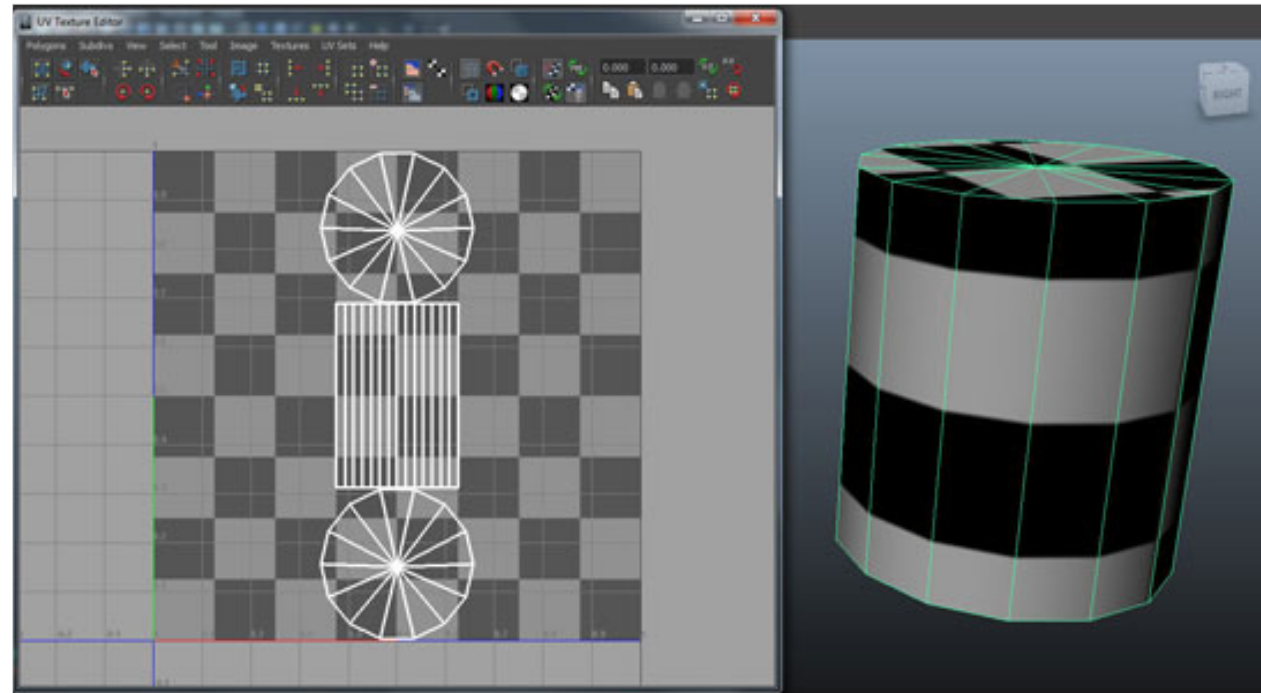 UV Texture Editor
Polygons Subdivs View Select Tool Image Textures UV Sets Help
0.000 0.000
RIGHT